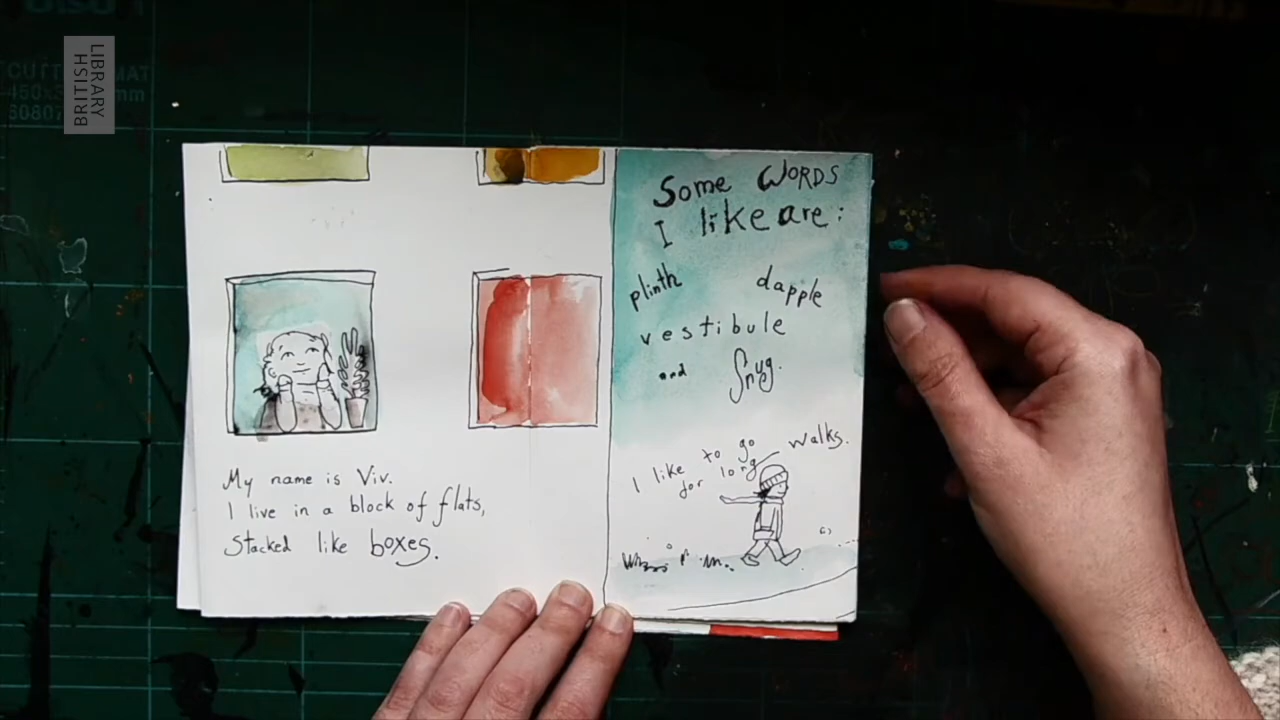 LIBRARY
BRITISH
My name is Viv.
I live in a block of flats,
Stacked like boxes.
Some WORDS
I like are:
plinth dapple
vestibule
and Snug.
I like to go
for long walks.